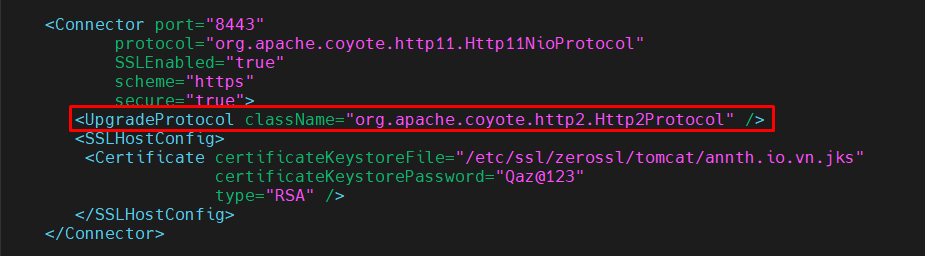 <Connector port="8443"
protocol="org.apache.coyote.http11.Http11NioProtocol"
SSLEnabled="true"
scheme="https"
secure="true">
<UpgradeProtocol className="org.apache.coyote.http2.Http2Protocol" />
<SSLHostConfig>
<Certificate certificateKeystoreFile="/etc/ssl/zerossl/tomcat/annth.io.vn.jks"
certificateKeystorePassword="Qaz@123"
type="RSA" />
</SSLHostConfig>
</Connector>